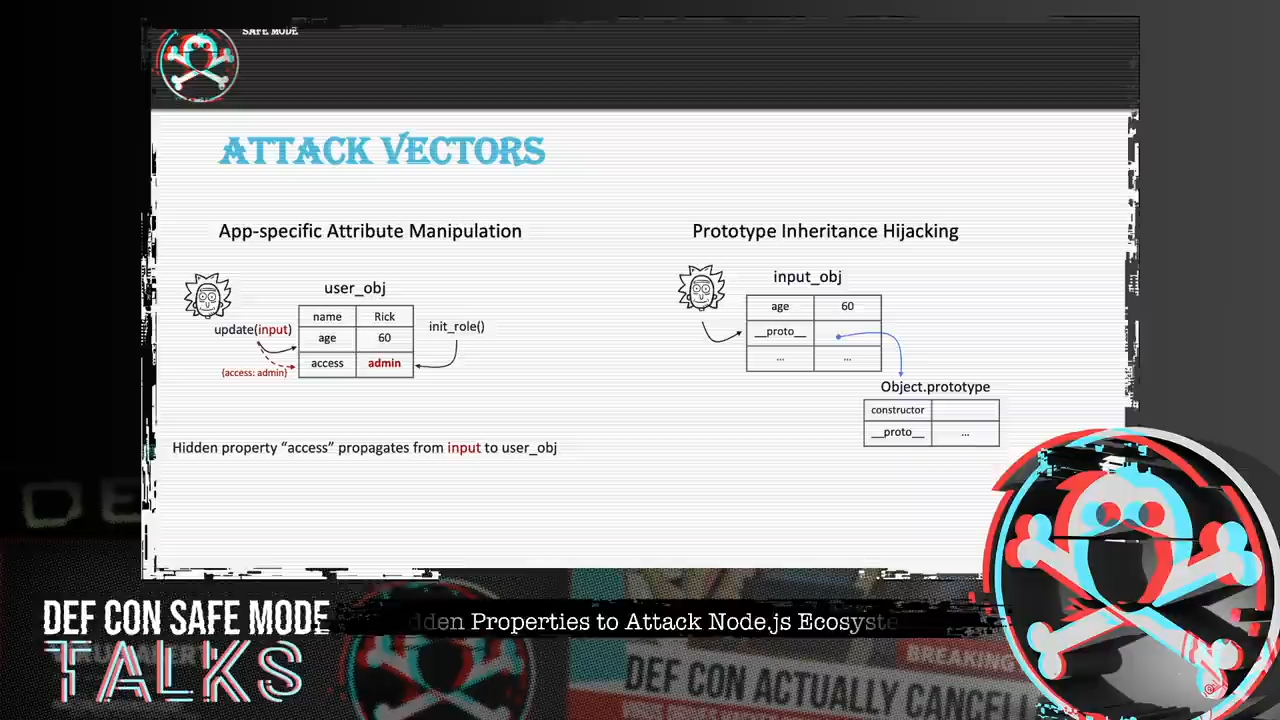 SAFE MODE
ATTACK VECTORS
App-specific Attribute Manipulation
user_obj
name Rick
age 60
access admin
update(input)
{access: admin}
init_role()
Hidden property “access” propagates from input to user_obj
Prototype Inheritance Hijacking
input_obj
age 60
__proto__
... ...
Object.prototype
constructor
__proto__ ...
DEF CON SAFE MODE
TALKS
Properties to Attack Node.js
BREAKING
DEF CON ACTUALLY